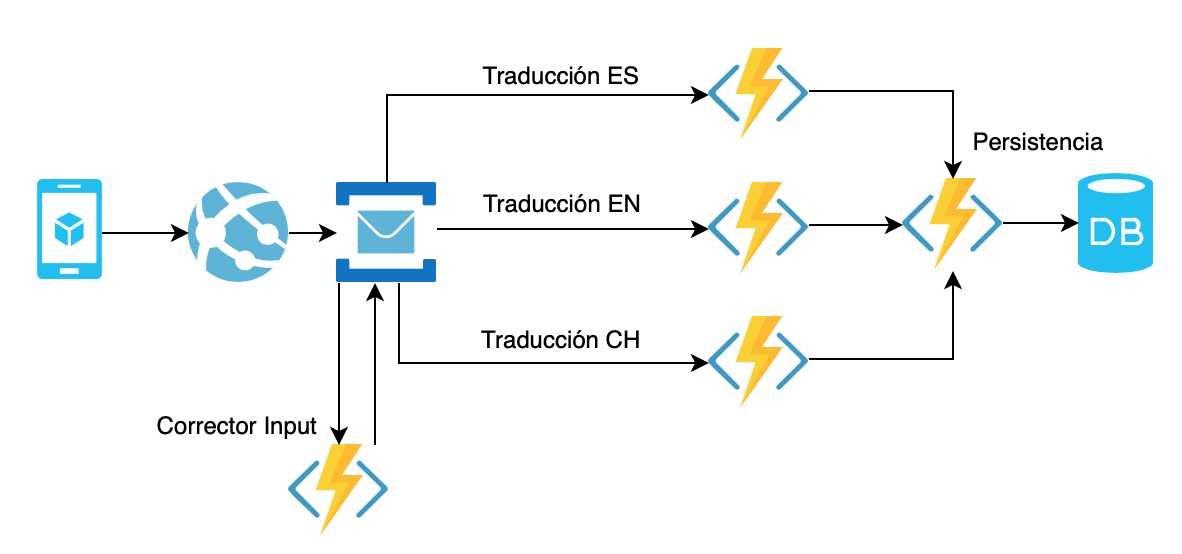 Traducción ES
Persistencia
Traducción EN
DB
Traducción CH
Corrector Input